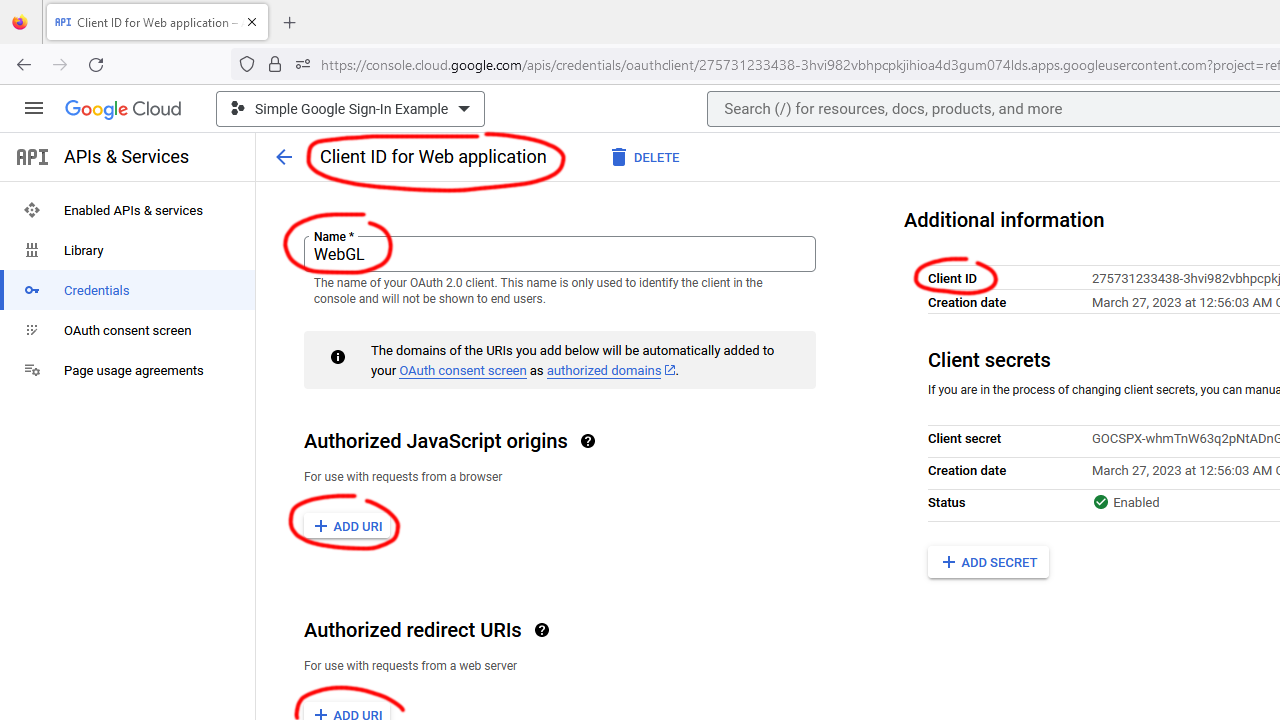 API Client ID for Web application –
https://console.cloud.google.com/apis/credentials/oauthclient/275731233438-3hvi982vbhpcpkjihioa4d3gum074lds.apps.googleusercontent.com?project=ref
Google Cloud
Simple Google Sign-In Example
Search (/) for resources, docs, products, and more
API APIs & Services
Client ID for Web application
DELETE
Enabled APIs & services
Library
Credentials
OAuth consent screen
Page usage agreements
Name *
WebGL
The name of your OAuth 2.0 client. This name is only used to identify the client in the
console and will not be shown to end users.
The domains of the URIs you add below will be automatically added to
your OAuth consent screen as authorized domains.
Authorized JavaScript origins
For use with requests from a browser
+ ADD URI
Authorized redirect URIs
For use with requests from a web server
+ ADD URI
Additional information
Client ID 275731233438-3hvi982vbhpcpkj
Creation date March 27, 2023 at 12:56:03 AM G
Client secrets
If you are in the process of changing client secrets, you can manua
Client secret GOCSPX-whmTnW63q2pNtADnG
Creation date March 27, 2023 at 12:56:03 AM G
Status Enabled
+ ADD SECRET